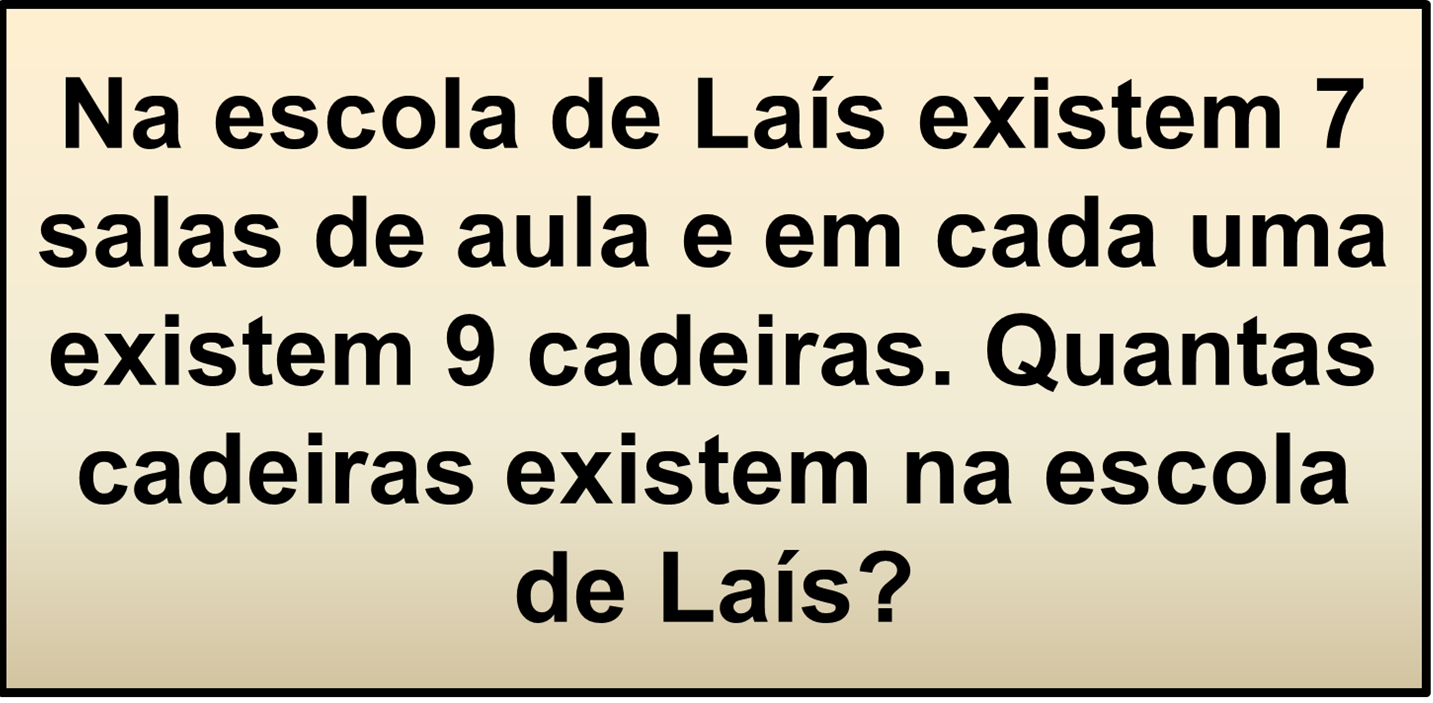 Na escola de Laís existem 7
salas de aula e em cada uma
existem 9 cadeiras. Quantas
cadeiras existem na escola
de Laís?